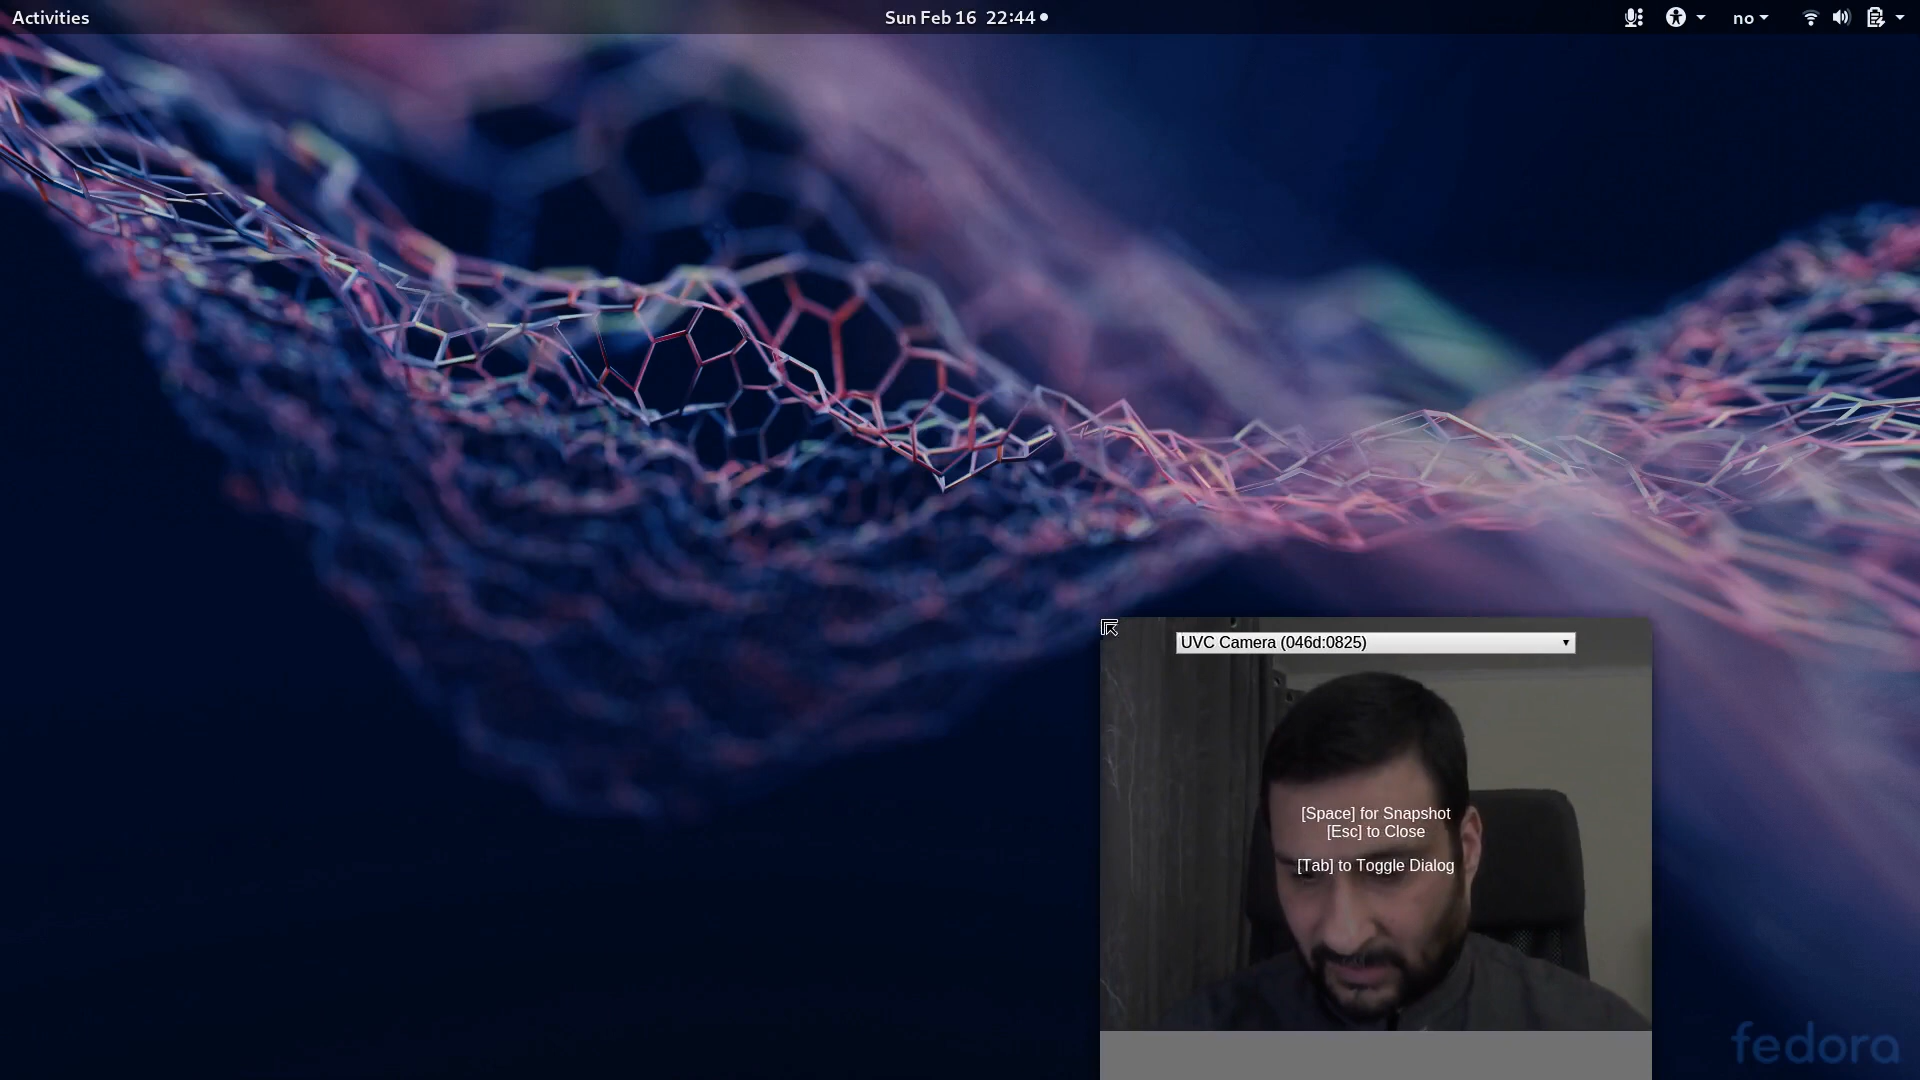 Activities
Sun Feb 16 22:44
no
UVC Camera (046d:0825)
[Space] for Snapshot
[Esc] to Close
[Tab] to Toggle Dialog
fedora